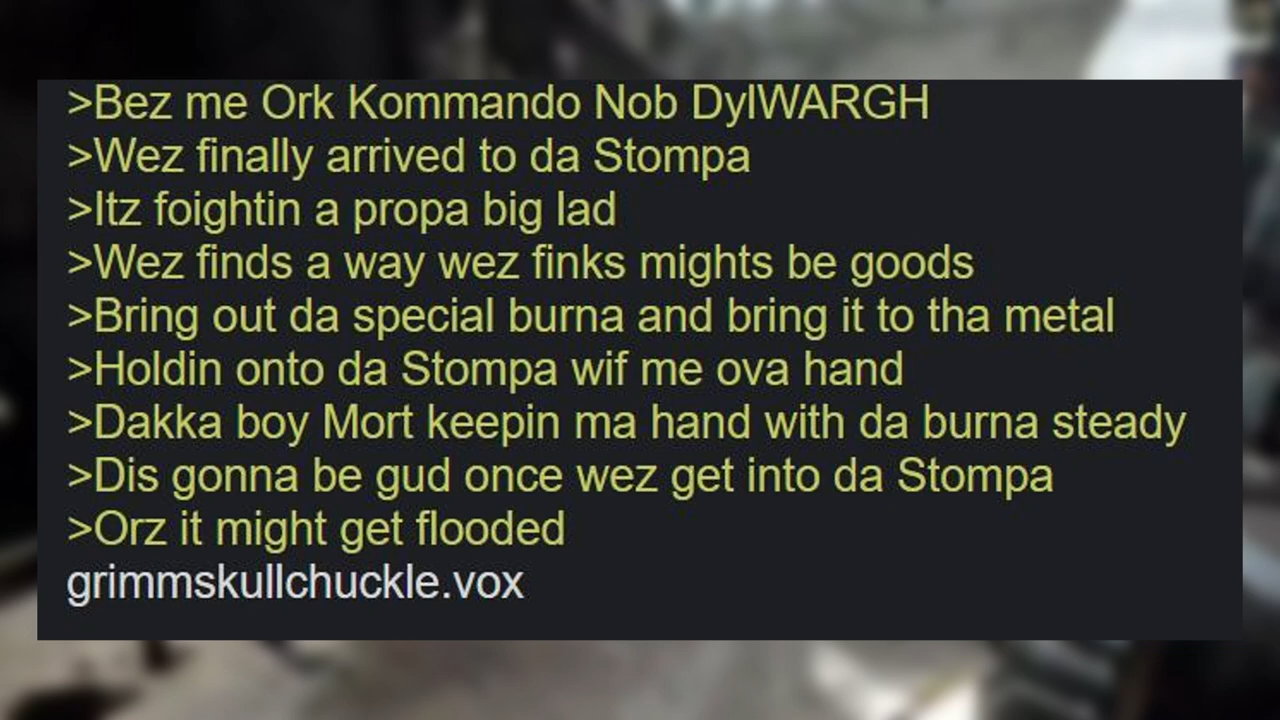 >Bez me Ork Kommando Nob DylWARGH
>Wez finally arrived to da Stompa
>Itz foightin a propa big lad
>Wez finds a way wez finks mights be goods
>Bring out da special burna and bring it to tha metal
>Holdin onto da Stompa wif me ova hand
>Dakka boy Mort keepin ma hand with da burna steady
>Dis gonna be gud once wez get into da Stompa
>Orz it might get flooded
grimmskullchuckle.vox